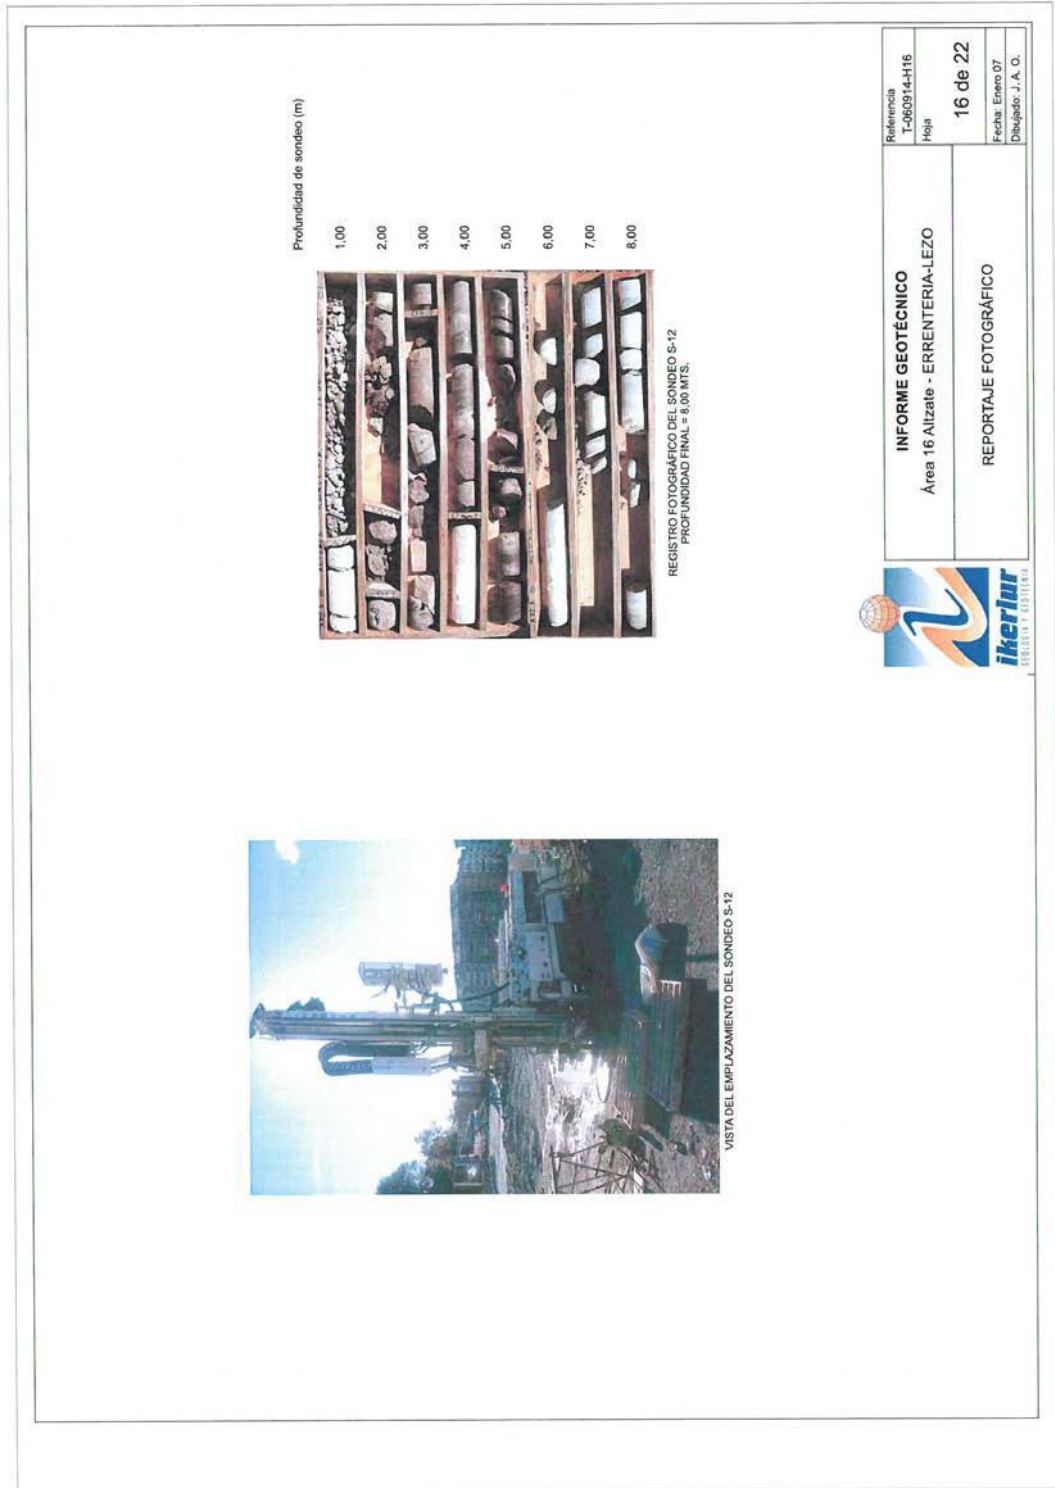 VISTA DEL EMPLAZAMIENTO DEL SONDEO S-12
Profundidad de sondeo (m)
1,00
2,00
3,00
4,00
5,00
6,00
7,00
8,00
REGISTRO FOTOGRÁFICO DEL SONDEO S-12
PROFUNDIDAD FINAL = 8,00 MTS.
ikerlur
GEOLOGIA Y GEOTECNIA
INFORME GEOTÉCNICO
Área 16 Altzate - ERRENTERIA-LEZO
REPORTAJE FOTOGRÁFICO
Referencia
T-060914-H16
Hoja
16 de 22
Fecha: Enero 07
Dibujado: J. A. O.